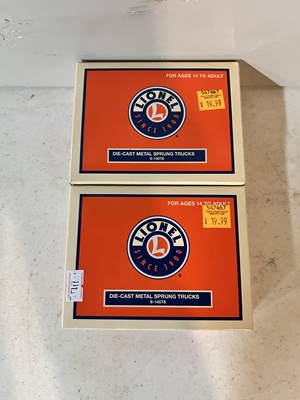 FOR AGES 14 TO ADULT
$ 19.99
LIONEL
L
SINCE 1900
DIE-CAST METAL SPRUNG TRUCKS
6-14078
FOR AGES 14 TO ADULT
$ 19.99
LIONEL
L
SINCE 1900
DIE-CAST METAL SPRUNG TRUCKS
6-14078